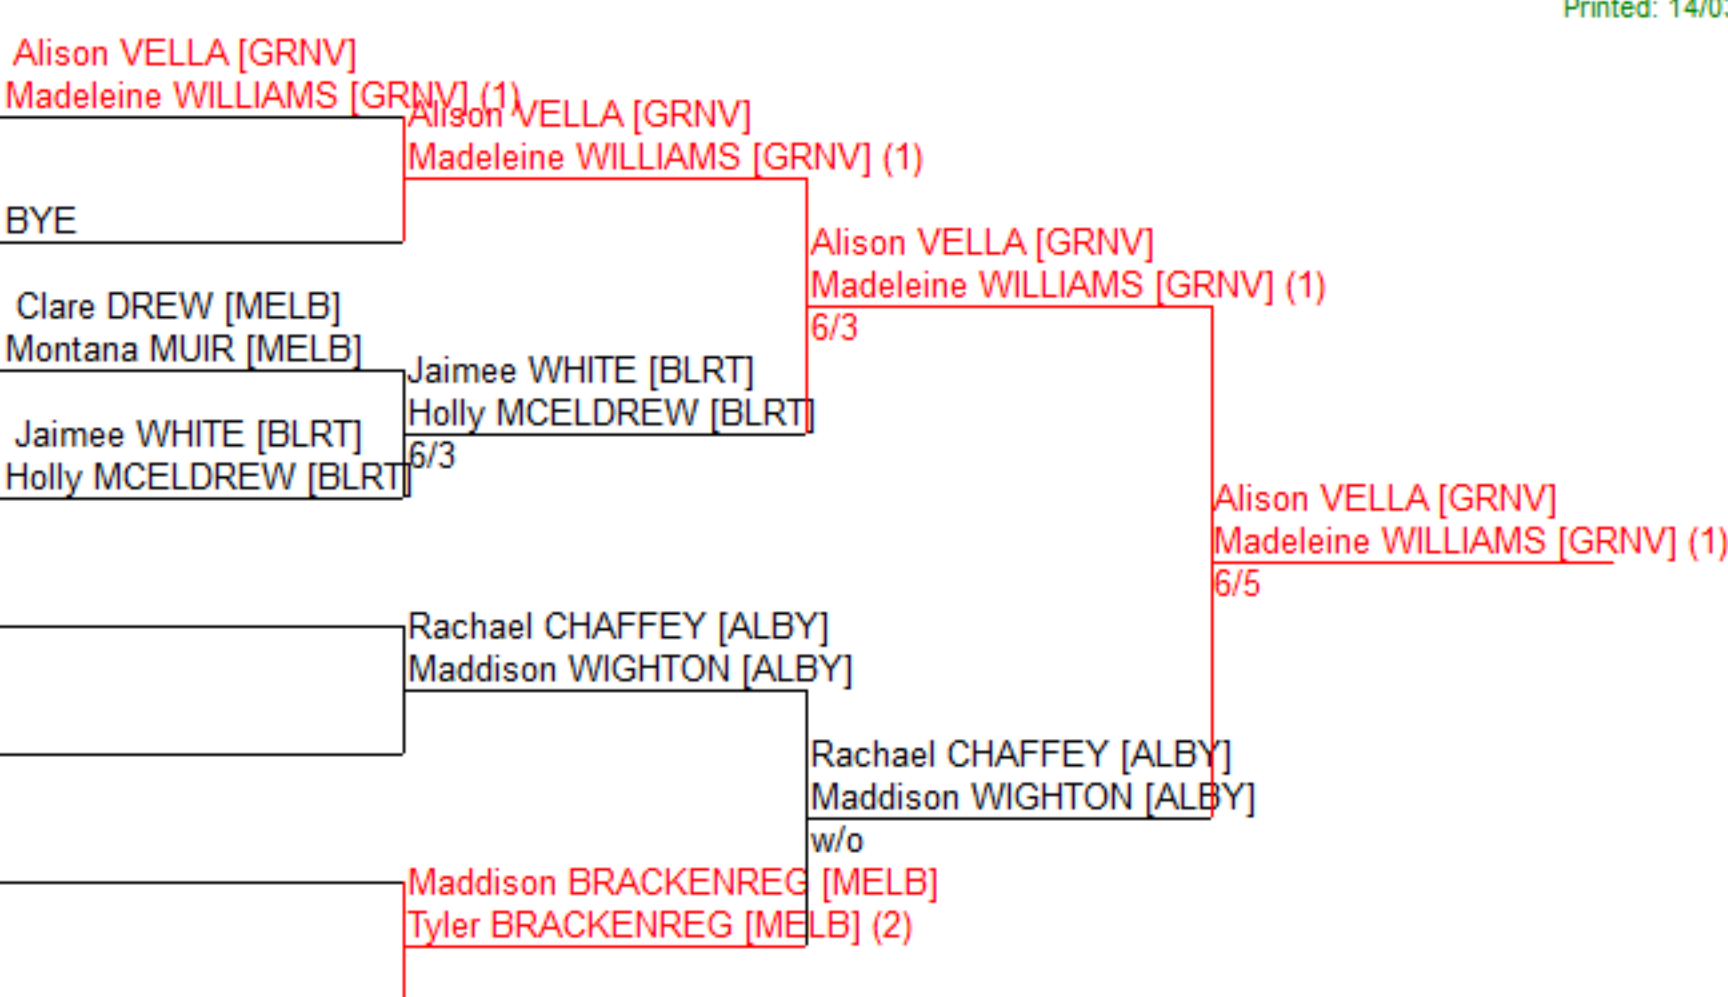 Printed: 14/03
Alison VELLA [GRNV]
Madeleine WILLIAMS [GRNV] (1)
BYE
Clare DREW [MELB]
Montana MUIR [MELB]
Jaimee WHITE [BLRT]
Holly MCELDREW [BLRT]
Alison VELLA [GRNV]
Madeleine WILLIAMS [GRNV] (1)
Jaimee WHITE [BLRT]
Holly MCELDREW [BLRT]
6/3
Rachael CHAFFEY [ALBY]
Maddison WIGHTON [ALBY]
Maddison BRACKENREG [MELB]
Tyler BRACKENREG [MELB] (2)
Alison VELLA [GRNV]
Madeleine WILLIAMS [GRNV] (1)
6/3
Rachael CHAFFEY [ALBY]
Maddison WIGHTON [ALBY]
w/o
Alison VELLA [GRNV]
Madeleine WILLIAMS [GRNV] (1)
6/5